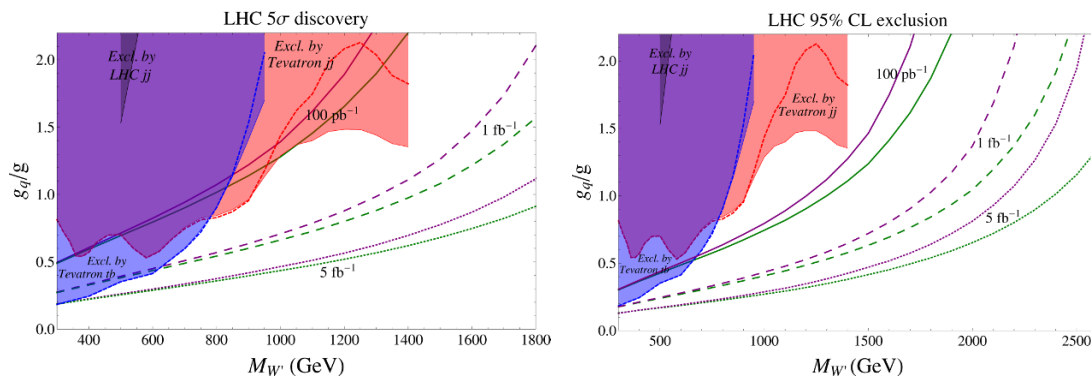 LHC 5σ discovery
2.0
1.5
1.0
0.5
0.0
g_q/g
Excl. by
LHC jj
Excl. by
Tevatron jj
100 pb⁻¹
1 fb⁻¹
5 fb⁻¹
Excl. by
Tevatron tb
400 600 800 1000 1200 1400 1600 1800
M_W' (GeV)
LHC 95% CL exclusion
2.0
1.5
1.0
0.5
0.0
g_q/g
Excl. by
LHC jj
100 pb⁻¹
Excl. by
Tevatron jj
1 fb⁻¹
5 fb⁻¹
Excl. by
Tevatron tb
500 1000 1500 2000 2500
M_W' (GeV)